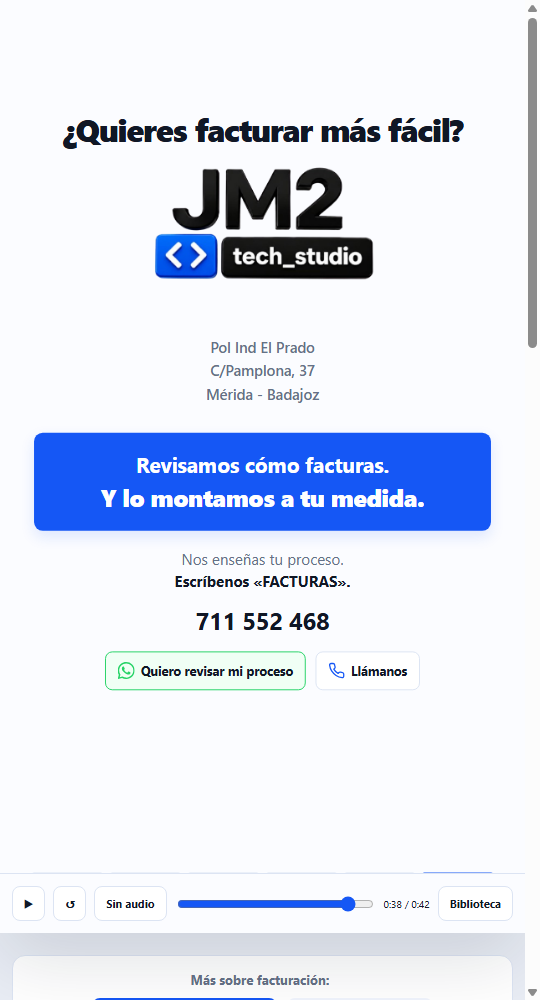 ¿Quieres facturar más fácil?
JM2
<> tech_studio
Pol Ind El Prado
C/Pamplona, 37
Mérida - Badajoz
Revisamos cómo facturas.
Y lo montamos a tu medida.
Nos enseñas tu proceso.
Escríbenos «FACTURAS».
711 552 468
Quiero revisar mi proceso
Llámanos
Sin audio
0:38 / 0:42
Biblioteca
Más sobre facturación: